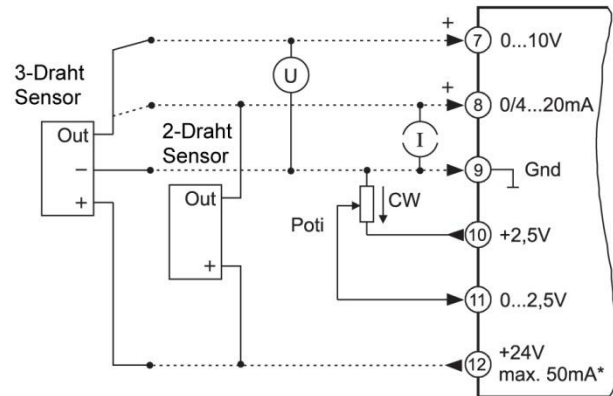 3-Draht
Sensor
Out
−
+
2-Draht
Sensor
Out
+
U
I
Poti
CW
+
7 0...10V
+
8 0/4...20mA
9 Gnd
10 +2,5V
11 0...2,5V
12 +24V
max. 50mA*